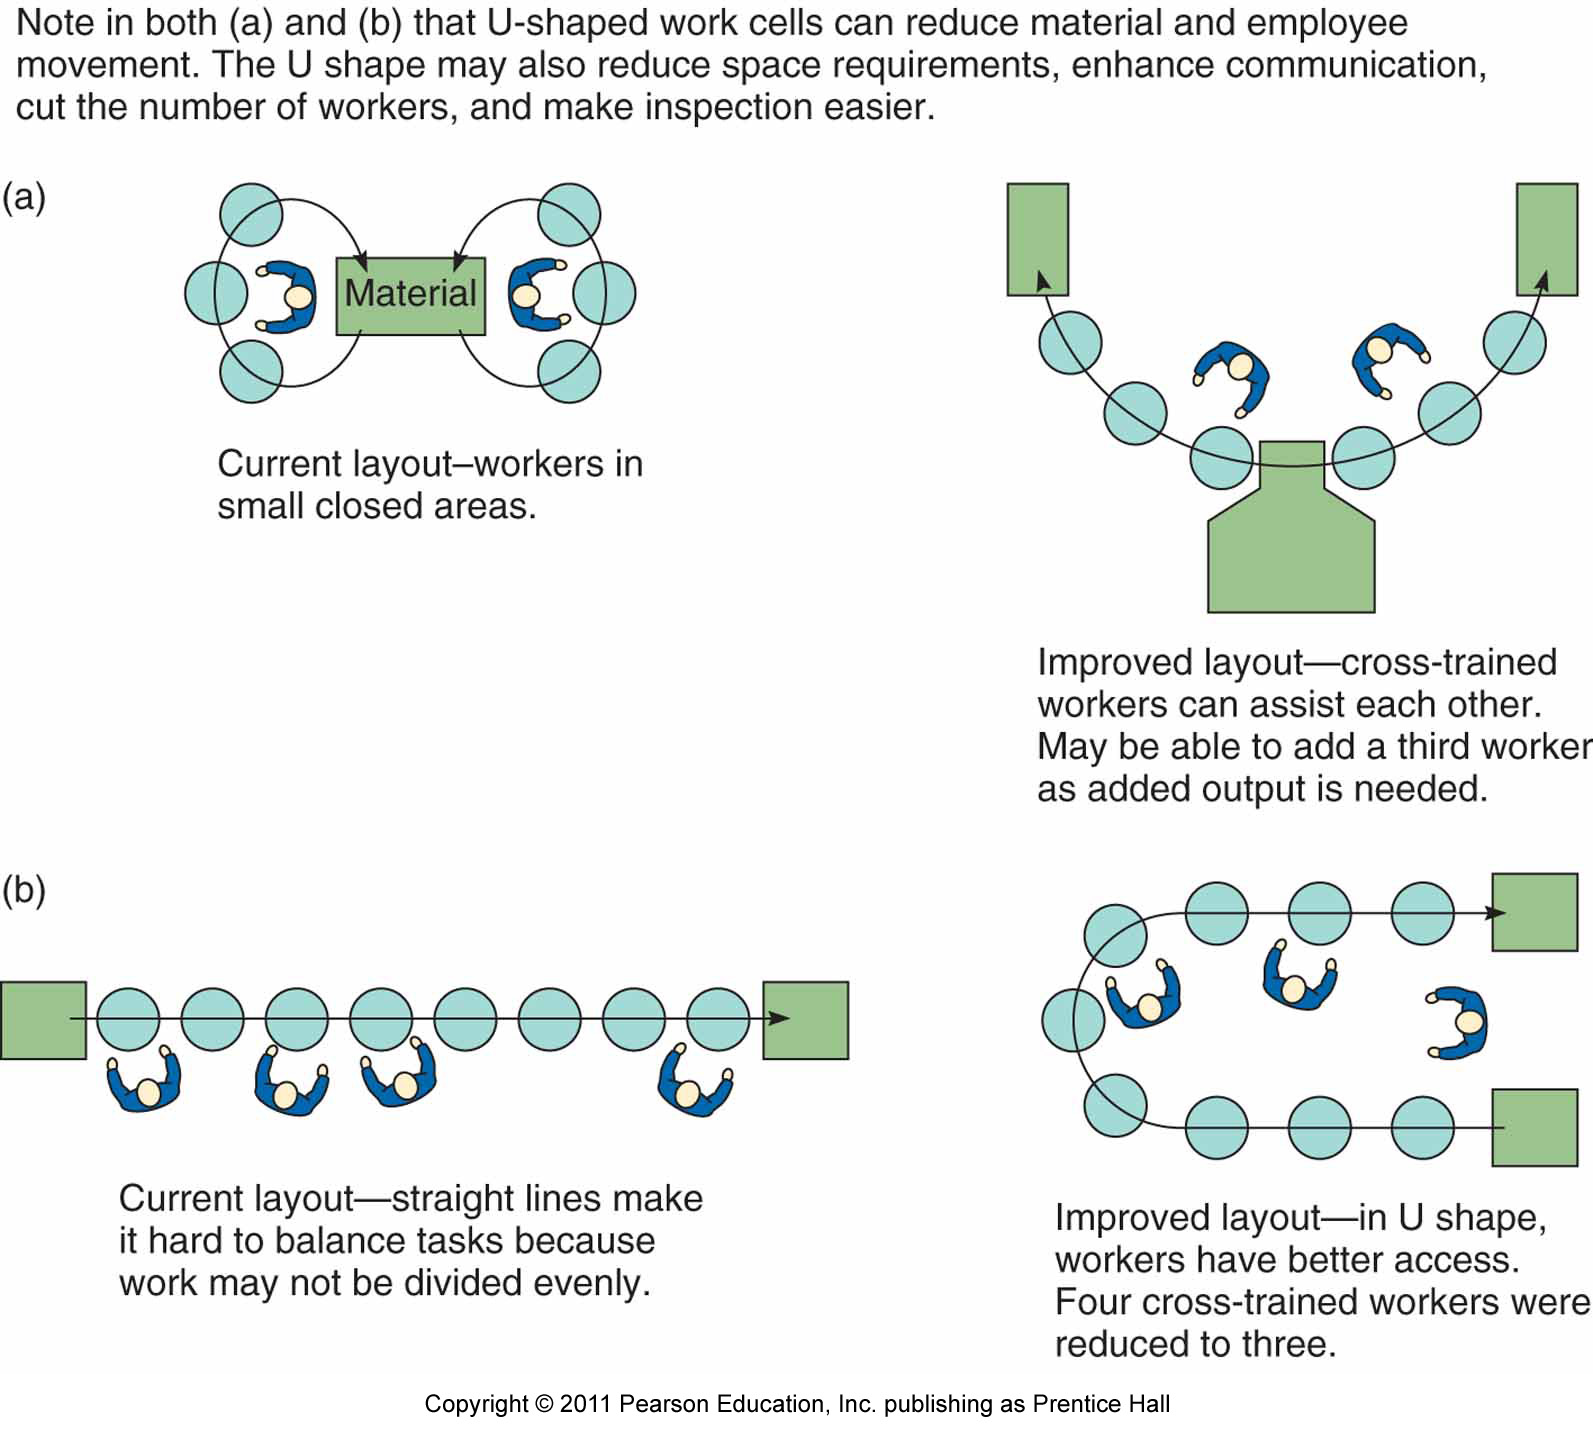 Note in both (a) and (b) that U-shaped work cells can reduce material and employee
movement. The U shape may also reduce space requirements, enhance communication,
cut the number of workers, and make inspection easier.
(a)
Material
Current layout–workers in
small closed areas.
Improved layout—cross-trained
workers can assist each other.
May be able to add a third worker
as added output is needed.
(b)
Current layout—straight lines make
it hard to balance tasks because
work may not be divided evenly.
Improved layout—in U shape,
workers have better access.
Four cross-trained workers were
reduced to three.
Copyright © 2011 Pearson Education, Inc. publishing as Prentice Hall